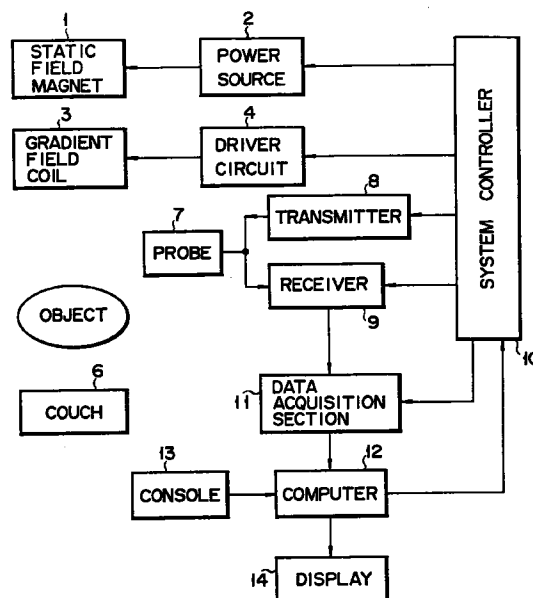 1
STATIC
FIELD
MAGNET
2
POWER
SOURCE
3
GRADIENT
FIELD
COIL
4
DRIVER
CIRCUIT
SYSTEM CONTROLLER
10
7
PROBE
8
TRANSMITTER
RECEIVER
9
OBJECT
6
COUCH
11
DATA
ACQUISITION
SECTION
13
CONSOLE
12
COMPUTER
14
DISPLAY